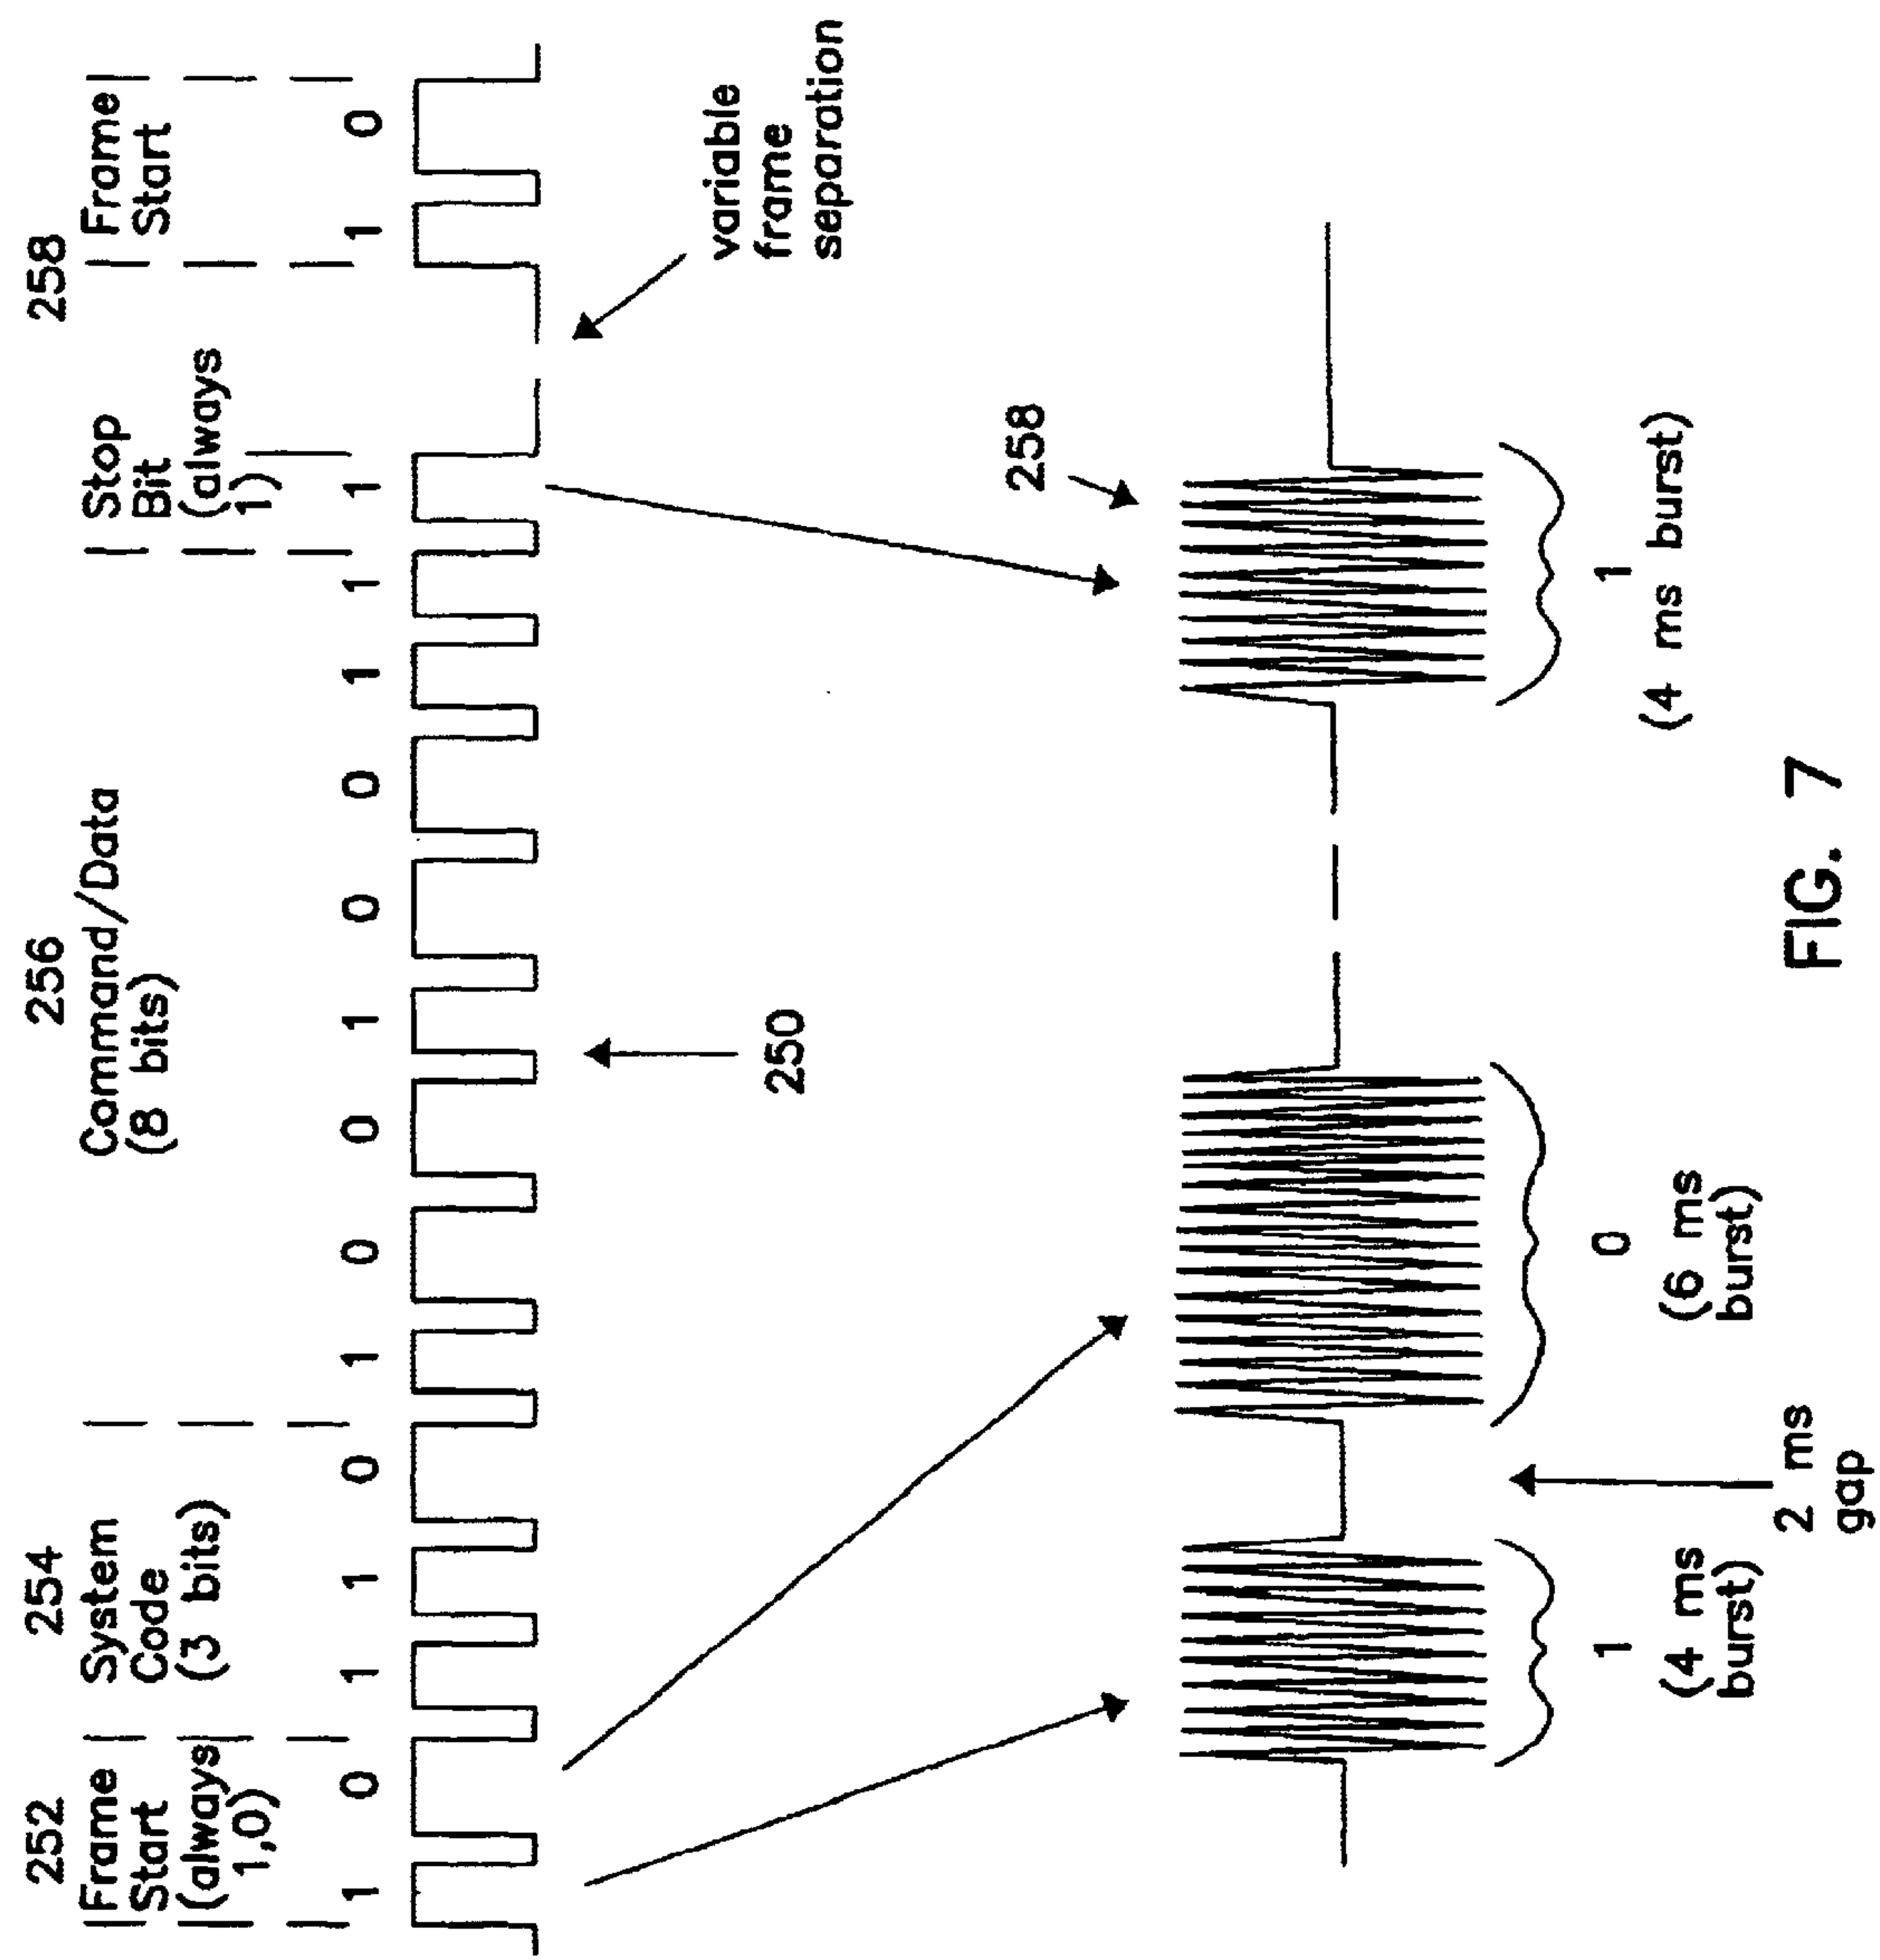 252
Frame
Start
(always
1,0)
254
System
Code
(3 bits)
256
Command/Data
(8 bits)
Stop
Bit
(always
1)
258
Frame
Start
1 0 1 1 0 1 0 0 1 0 0 1 1 1 1 0
250
variable
frame
separation
258
1
(4 ms
burst)
2 ms
gap
0
(6 ms
burst)
1
(4 ms burst)
FIG. 7